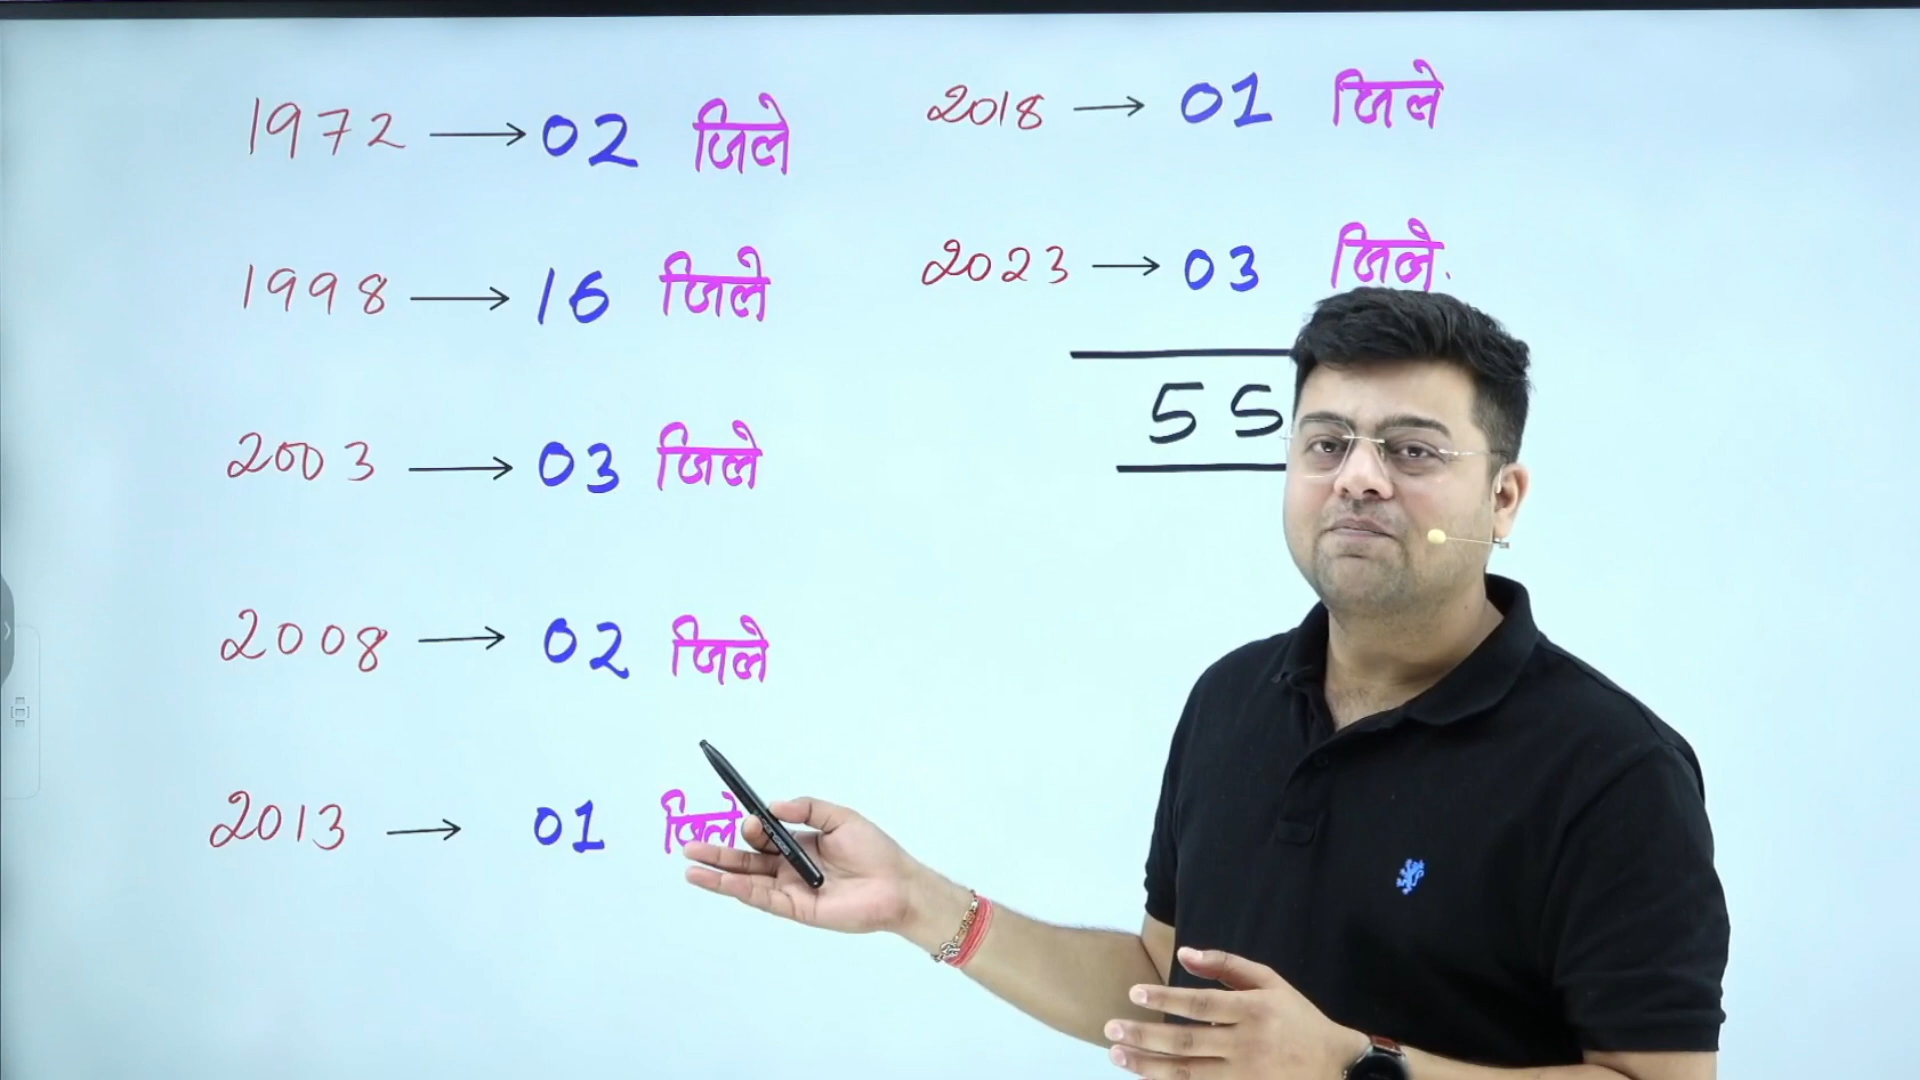 1972 → 02 जिले
1998 → 16 जिले
2003 → 03 जिले
2008 → 02 जिले
2013 → 01 जिले
2018 → 01 जिले
2023 → 03 जिले.
55